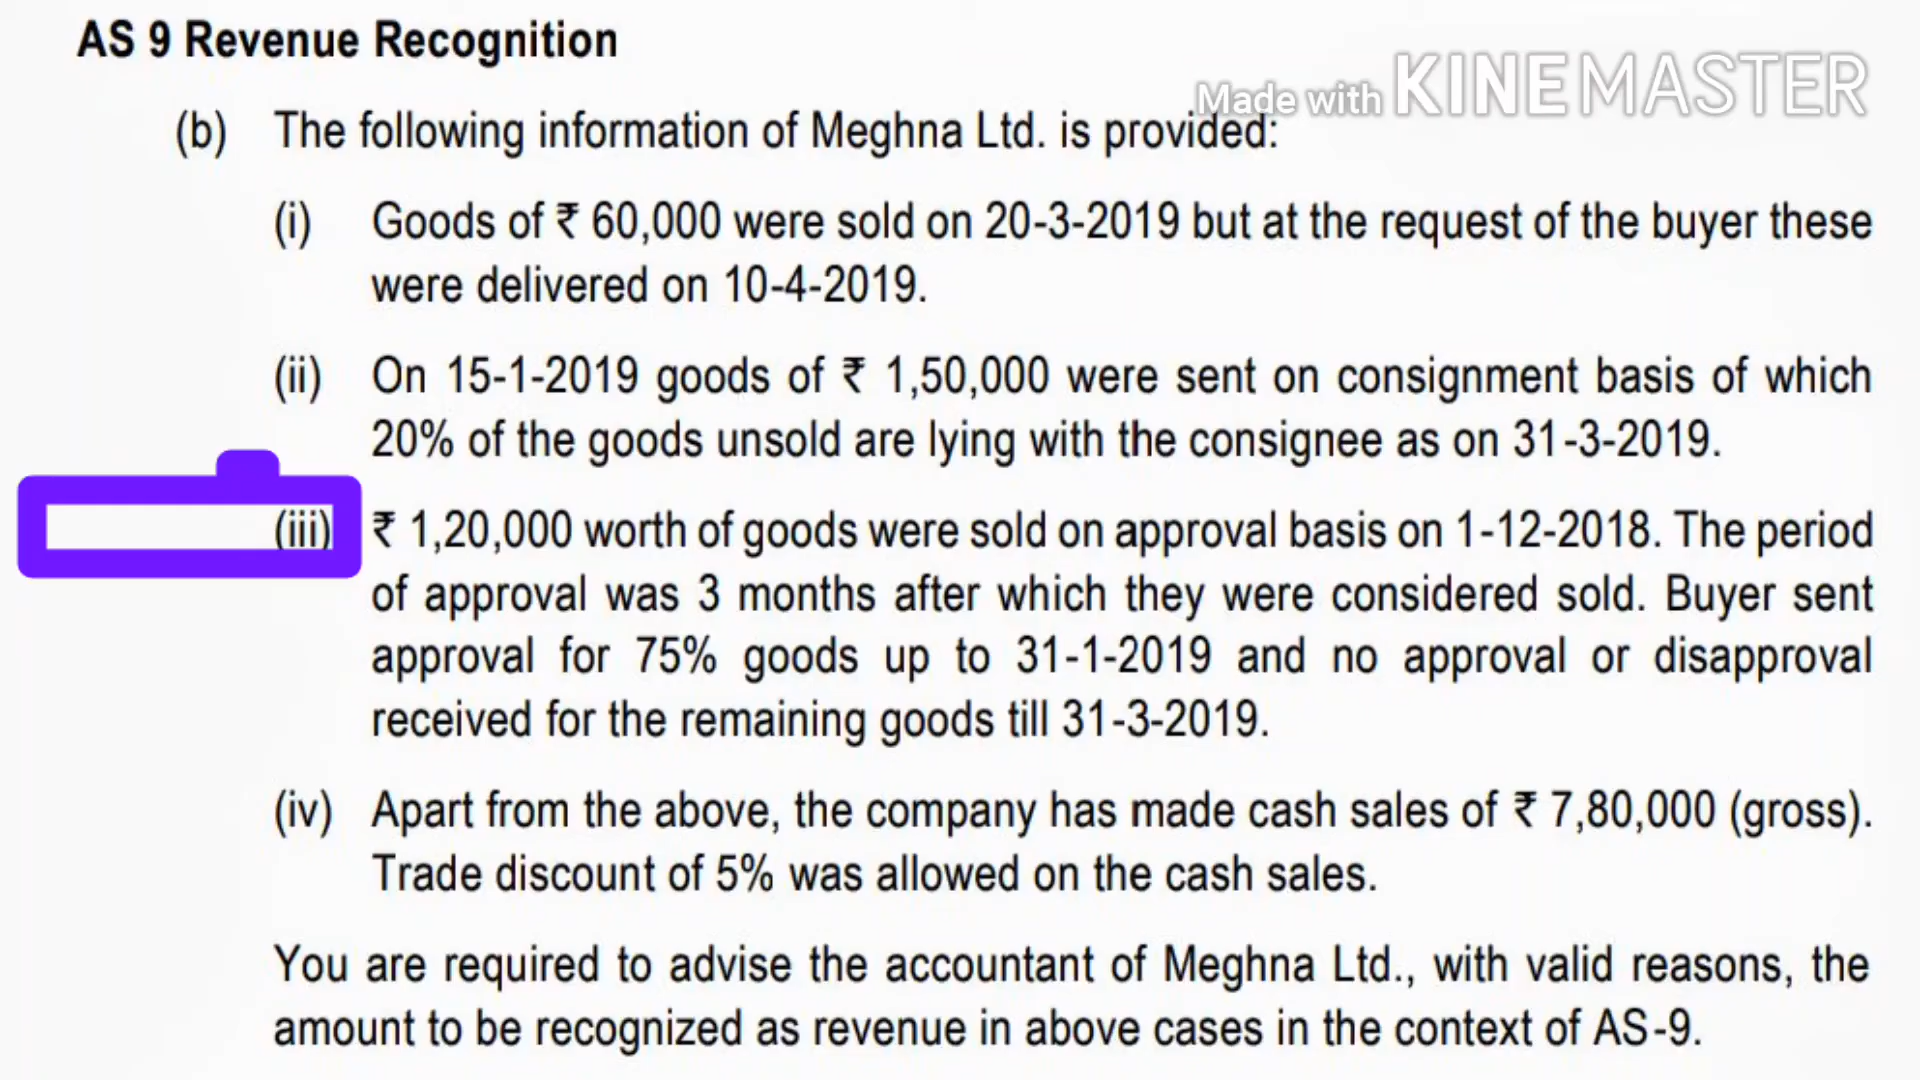 AS 9 Revenue Recognition
Made with KINEMASTER
(b) The following information of Meghna Ltd. is provided:
(i) Goods of ₹ 60,000 were sold on 20-3-2019 but at the request of the buyer these
were delivered on 10-4-2019.
(ii) On 15-1-2019 goods of ₹ 1,50,000 were sent on consignment basis of which
20% of the goods unsold are lying with the consignee as on 31-3-2019.
(iii) ₹ 1,20,000 worth of goods were sold on approval basis on 1-12-2018. The period
of approval was 3 months after which they were considered sold. Buyer sent
approval for 75% goods up to 31-1-2019 and no approval or disapproval
received for the remaining goods till 31-3-2019.
(iv) Apart from the above, the company has made cash sales of ₹ 7,80,000 (gross).
Trade discount of 5% was allowed on the cash sales.
You are required to advise the accountant of Meghna Ltd., with valid reasons, the
amount to be recognized as revenue in above cases in the context of AS-9.